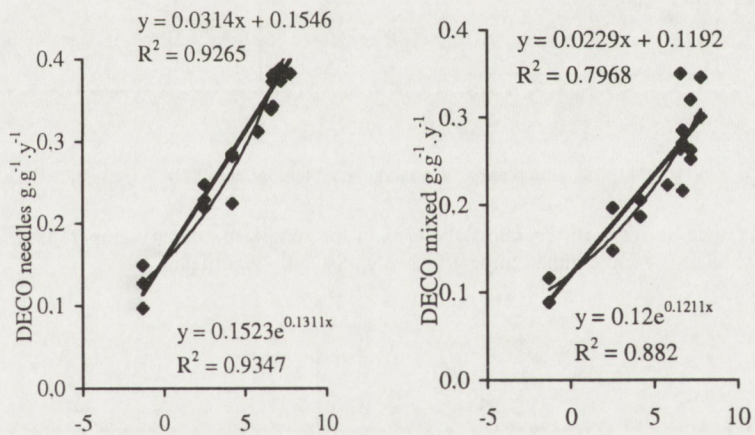 y = 0.0314x + 0.1546
R² = 0.9265
DECO needles g.g⁻¹.y⁻¹
0.4
0.3
0.2
0.1
0.0
y = 0.1523e^0.1311x
R² = 0.9347
-5 0 5 10
y = 0.0229x + 0.1192
R² = 0.7968
DECO mixed g.g⁻¹.y⁻¹
0.4
0.3
0.2
0.1
0.0
y = 0.12e^0.1211x
R² = 0.882
-5 0 5 10